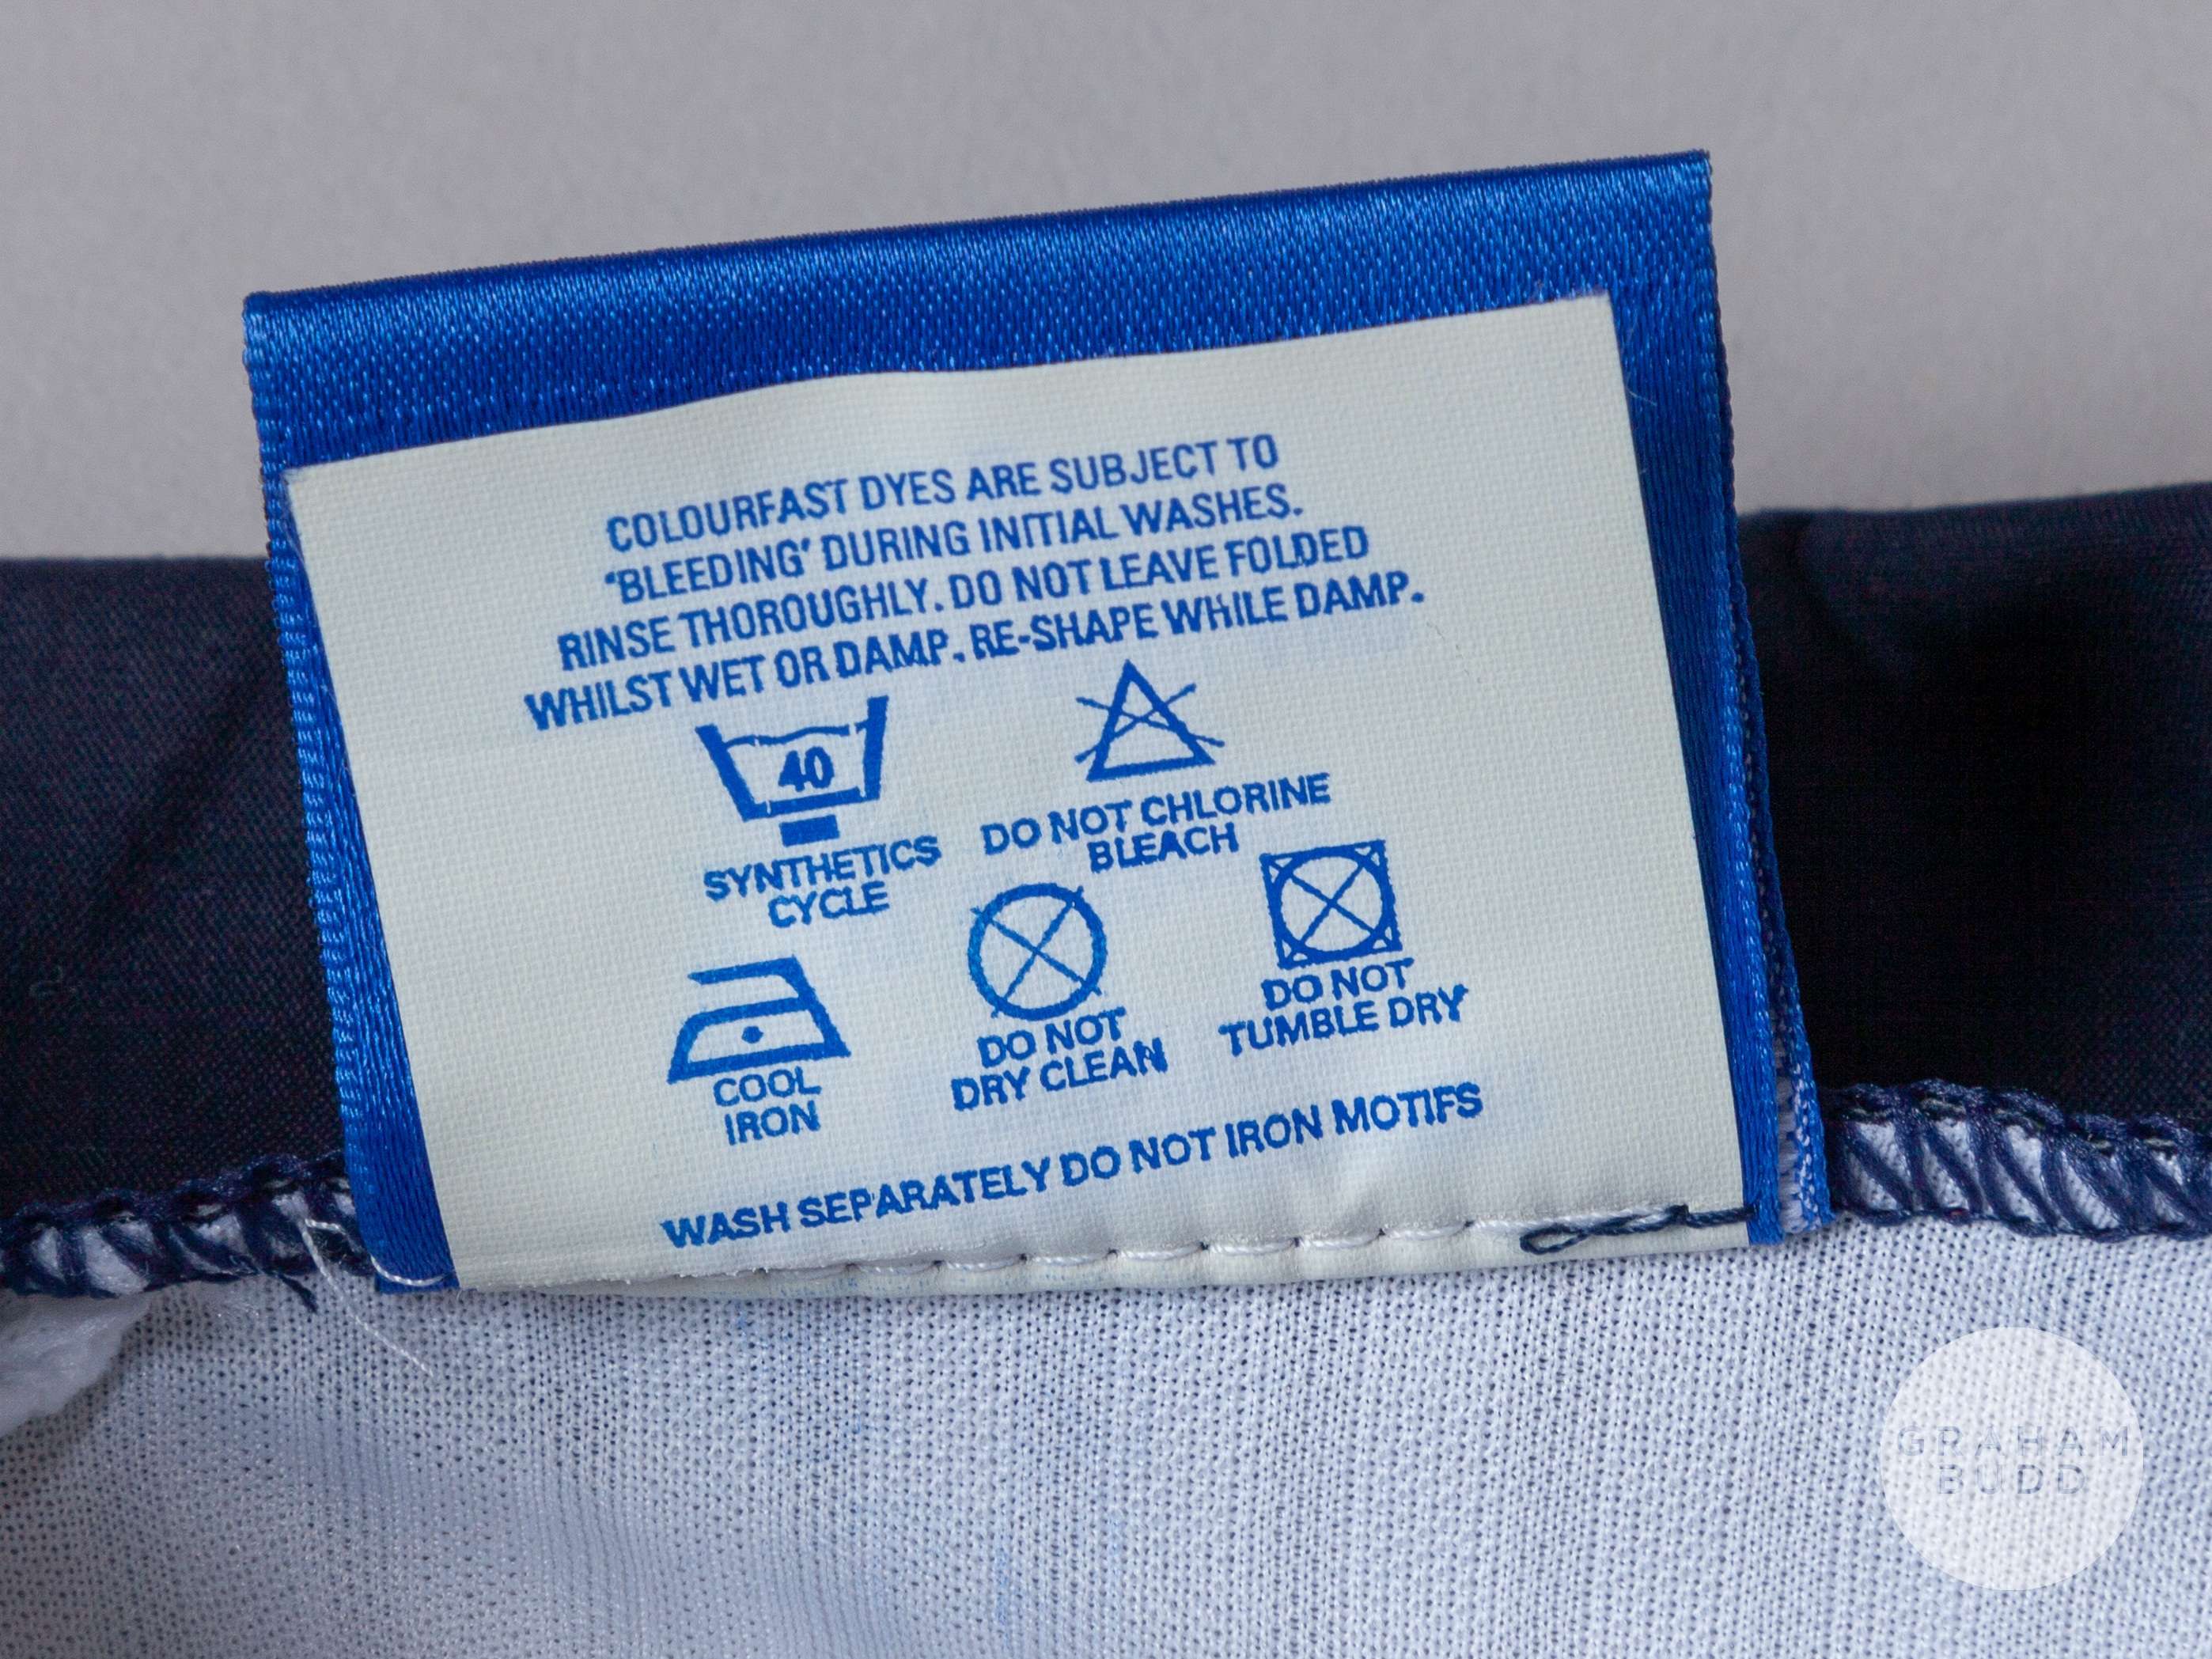 COLOURFAST DYES ARE SUBJECT TO
‘BLEEDING’ DURING INITIAL WASHES.
RINSE THOROUGHLY. DO NOT LEAVE FOLDED
WHILST WET OR DAMP. RE-SHAPE WHILE DAMP.
40
SYNTHETICS
CYCLE
DO NOT CHLORINE
BLEACH
COOL
IRON
DO NOT
DRY CLEAN
DO NOT
TUMBLE DRY
WASH SEPARATELY DO NOT IRON MOTIFS
GRAHAM
BUDD